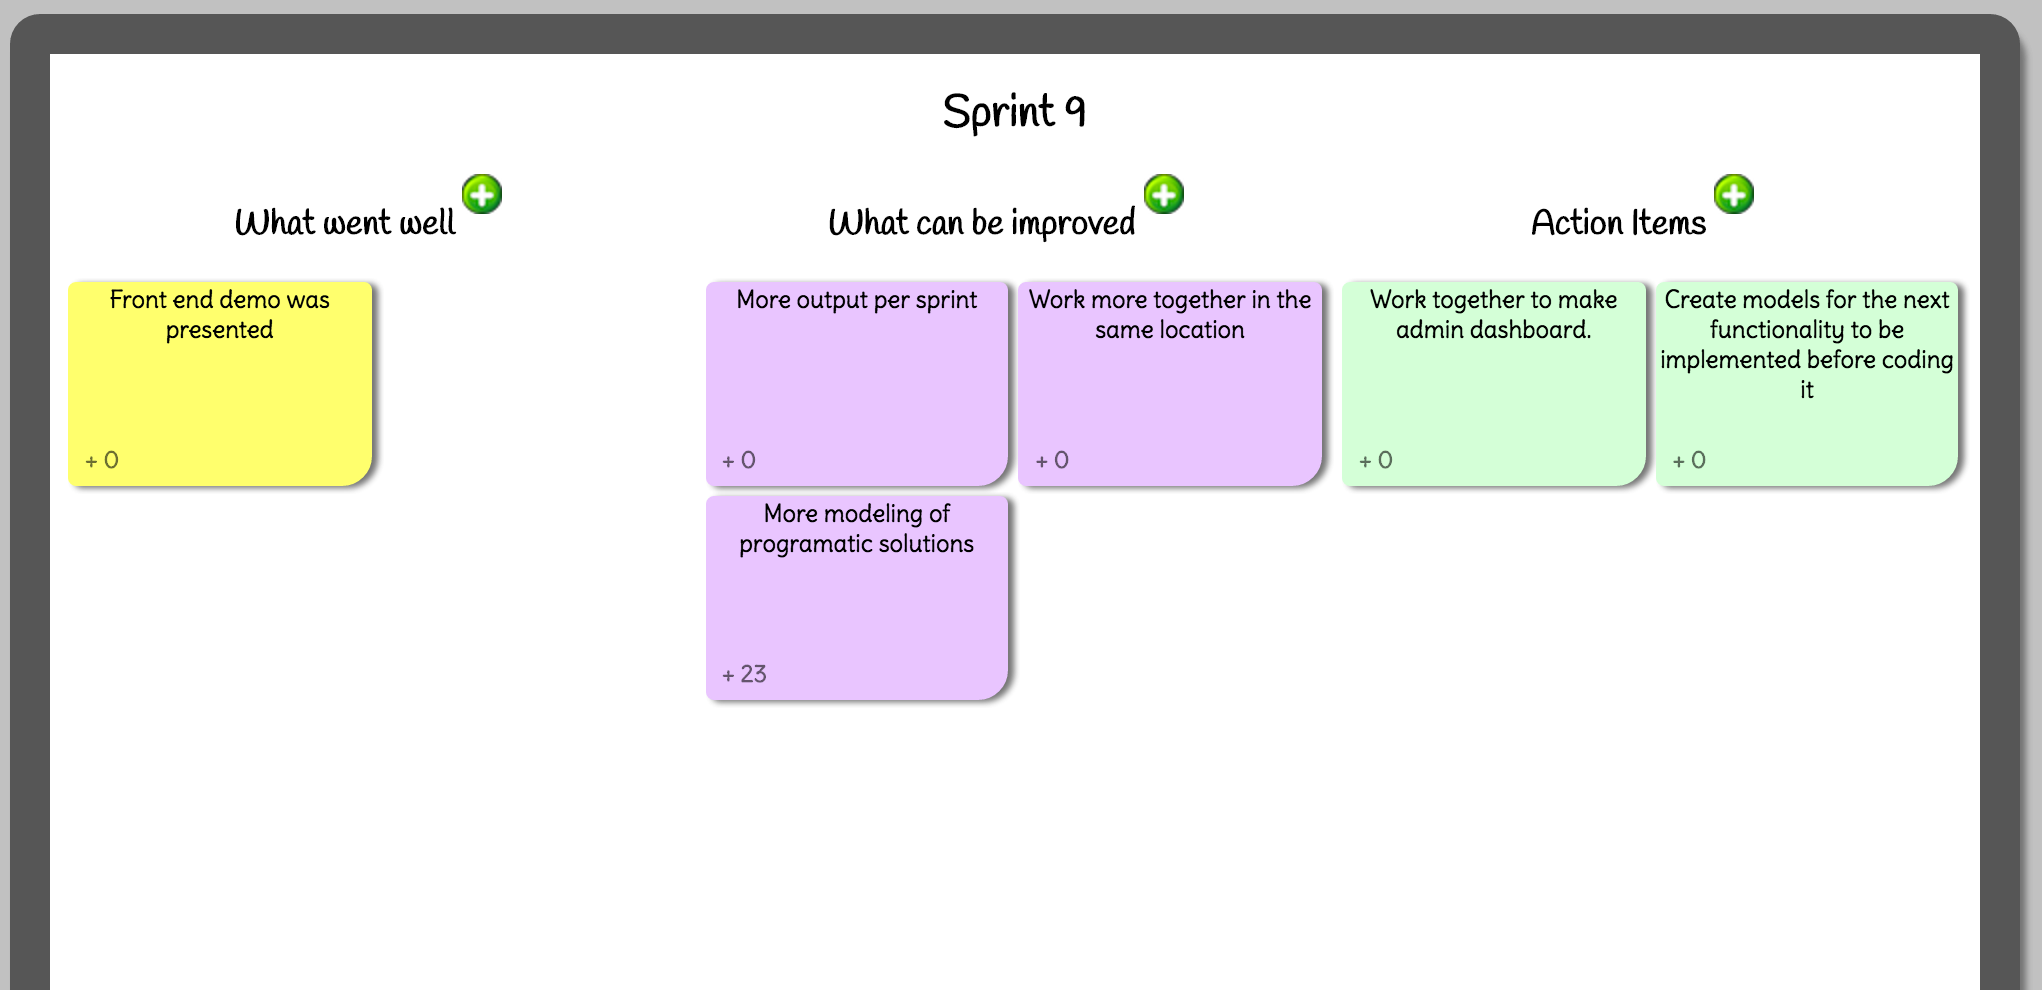 Sprint 9
What went well
What can be improved
Action Items
Front end demo was
presented
+ 0
More output per sprint
+ 0
Work more together in the
same location
+ 0
More modeling of
programatic solutions
+ 23
Work together to make
admin dashboard.
+ 0
Create models for the next
functionality to be
implemented before coding
it
+ 0